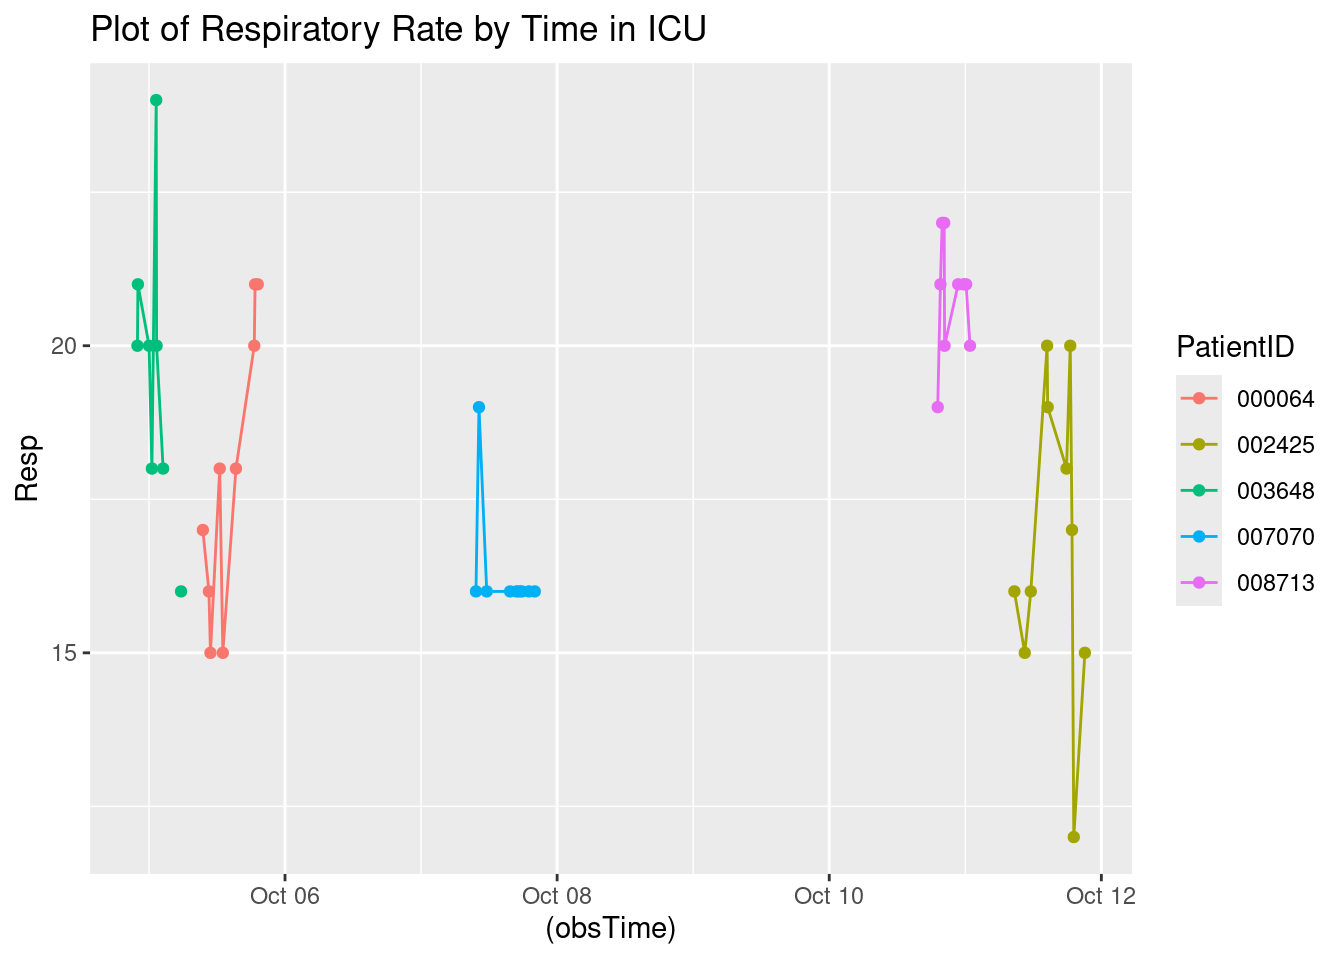 Plot of Respiratory Rate by Time in ICU
20
15
Resp
Oct 06
Oct 08
Oct 10
Oct 12
(obsTime)
PatientID
000064
002425
003648
007070
008713